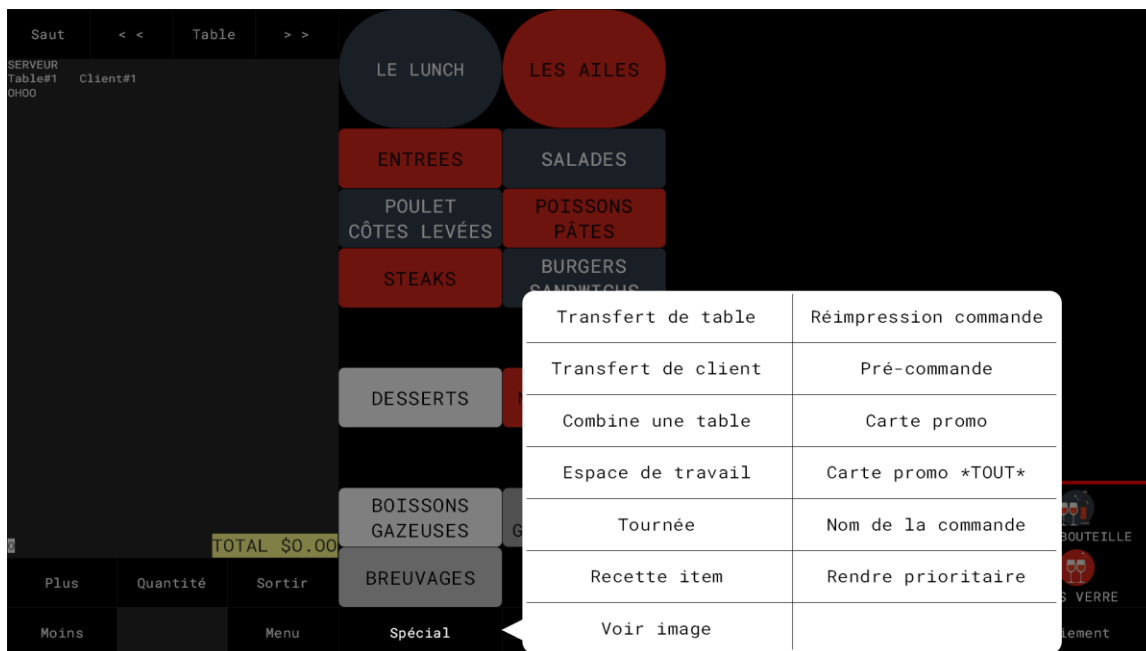 Saut
< <
Table
> >
SERVEUR
Table#1 Client#1
0H00
LE LUNCH
LES AILES
ENTREES
SALADES
POULET
CÔTES LEVÉES
POISSONS
PÂTES
STEAKS
BURGERS
SANDWICHS
DESSERTS
BOISSONS
GAZEUSES
BREUVAGES
0
TOTAL $0.00
Plus
Quantité
Sortir
Moins
Menu
Spécial
Transfert de table
Réimpression commande
Transfert de client
Pré-commande
Combine une table
Carte promo
Espace de travail
Carte promo *TOUT*
Tournée
Nom de la commande
Recette item
Rendre prioritaire
Voir image
BOUTEILLE
VERRE